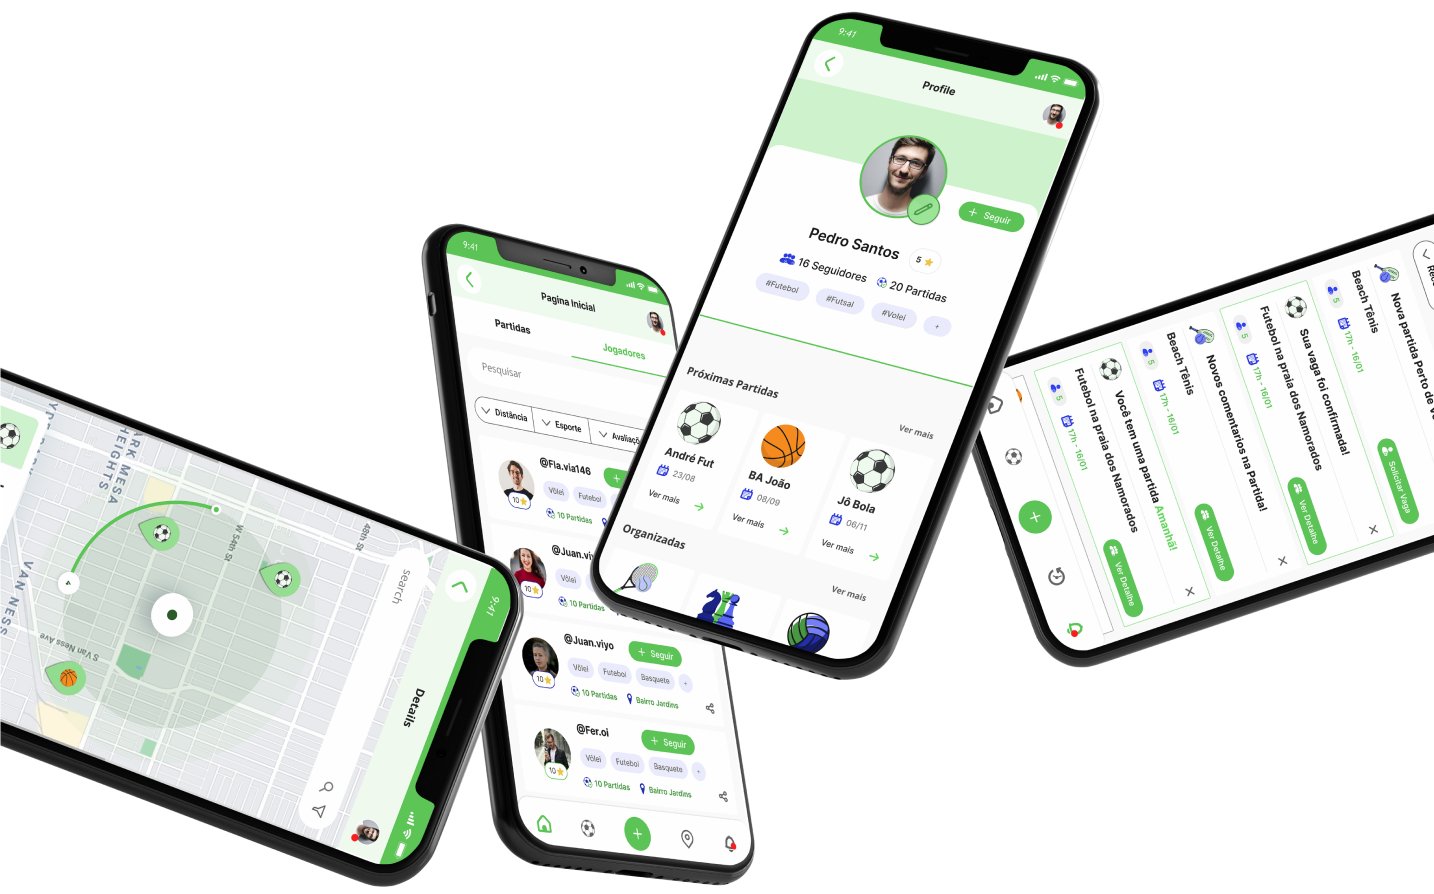 9:41
Profile
Seguir
Pedro Santos
5
16 Seguidores
20 Partidas
#Futebol
#Futsal
#Volei
+
Próximas Partidas
Ver mais
André Fut
23/08
Ver mais
BA João
08/09
Ver mais
Jô Bola
06/11
Ver mais
Organizadas
Ver mais
9:41
Pagina Inicial
Partidas
Jogadores
Pesquisar
Distância
Esporte
@Fla.via146
10
Vôlei
Futebol
10 Partidas
10
Vôlei
10 Partidas
@Juan.viyo
+ Seguir
10
Vôlei
Futebol
Basquete
+
10 Partidas
Bairro Jardins
@Fer.oi
+ Seguir
10
Vôlei
Futebol
Basquete
+
10 Partidas
Bairro Jardins
9:41
Details
search
48th St
W 54th St
S Van Ness Ave
VAN NESS
ARK MESA
HEIGHTS
Nova partida Perto de
Beach Tênis
5
17h - 16/01
Solicitar Vaga
Sua vaga foi confirmada!
Futebol na praia dos Namorados
5
17h - 16/01
Ver Detalhe
Novos comentarios na Partida!
Beach Tênis
5
17h - 16/01
Ver Detalhe
Você tem uma partida Amanhã!
Futebol na praia dos Namorados
5
17h - 16/01
Ver Detalhe